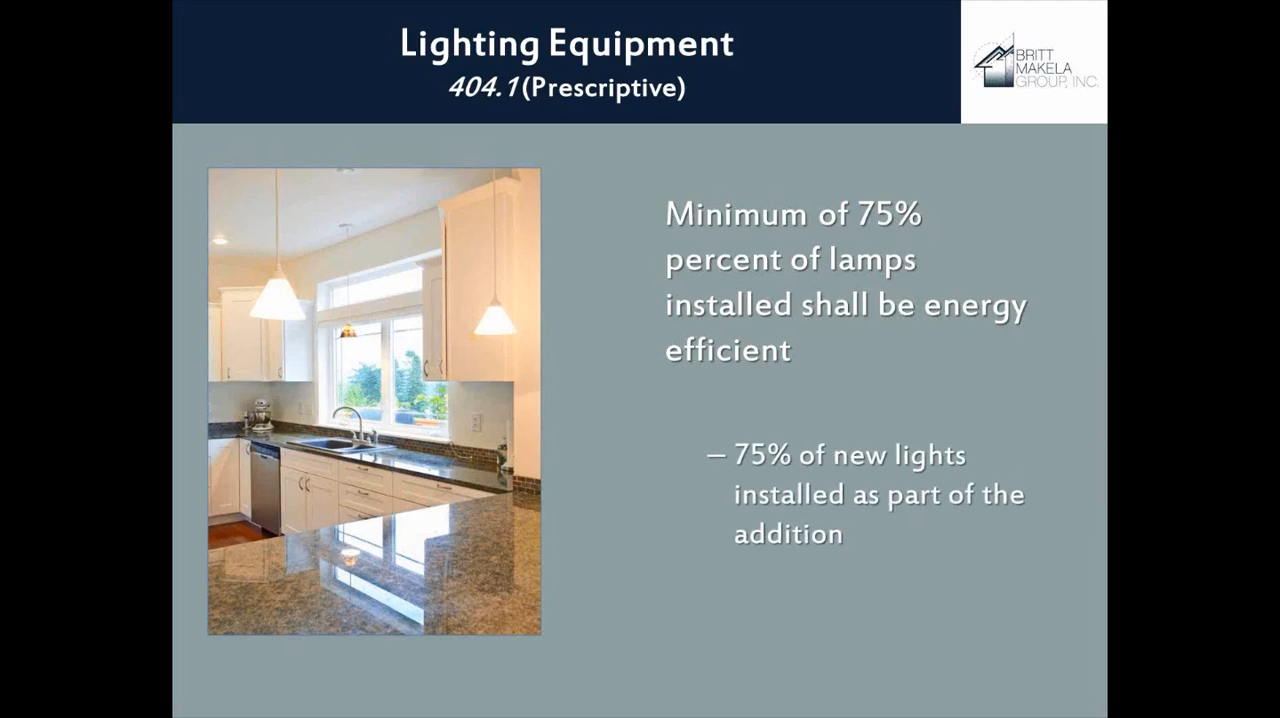 Lighting Equipment
404.1(Prescriptive)
BRITT
MAKELA
GROUP, INC.
Minimum of 75%
percent of lamps
installed shall be energy
efficient
– 75% of new lights
installed as part of the
addition